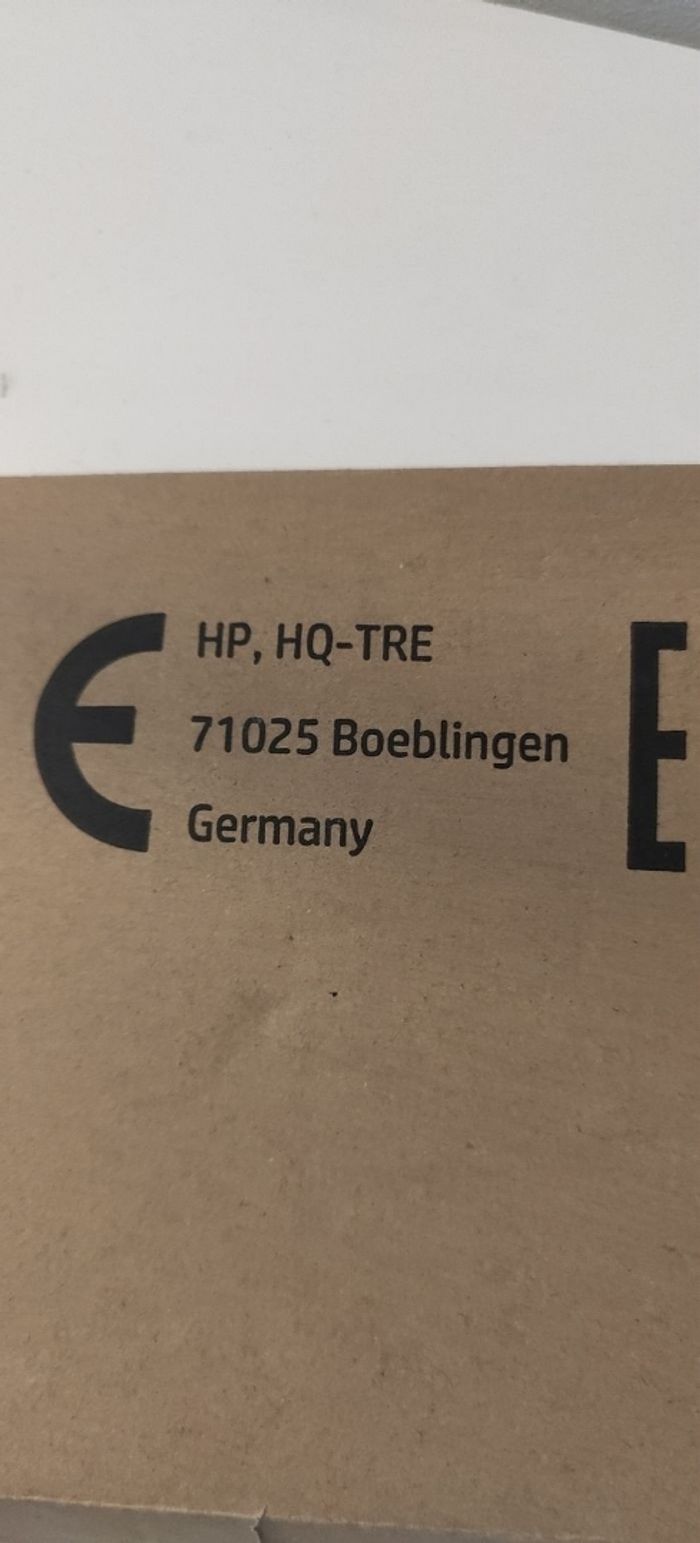 Є HP, HQ-TRE E
71025 Boeblingen
Germany